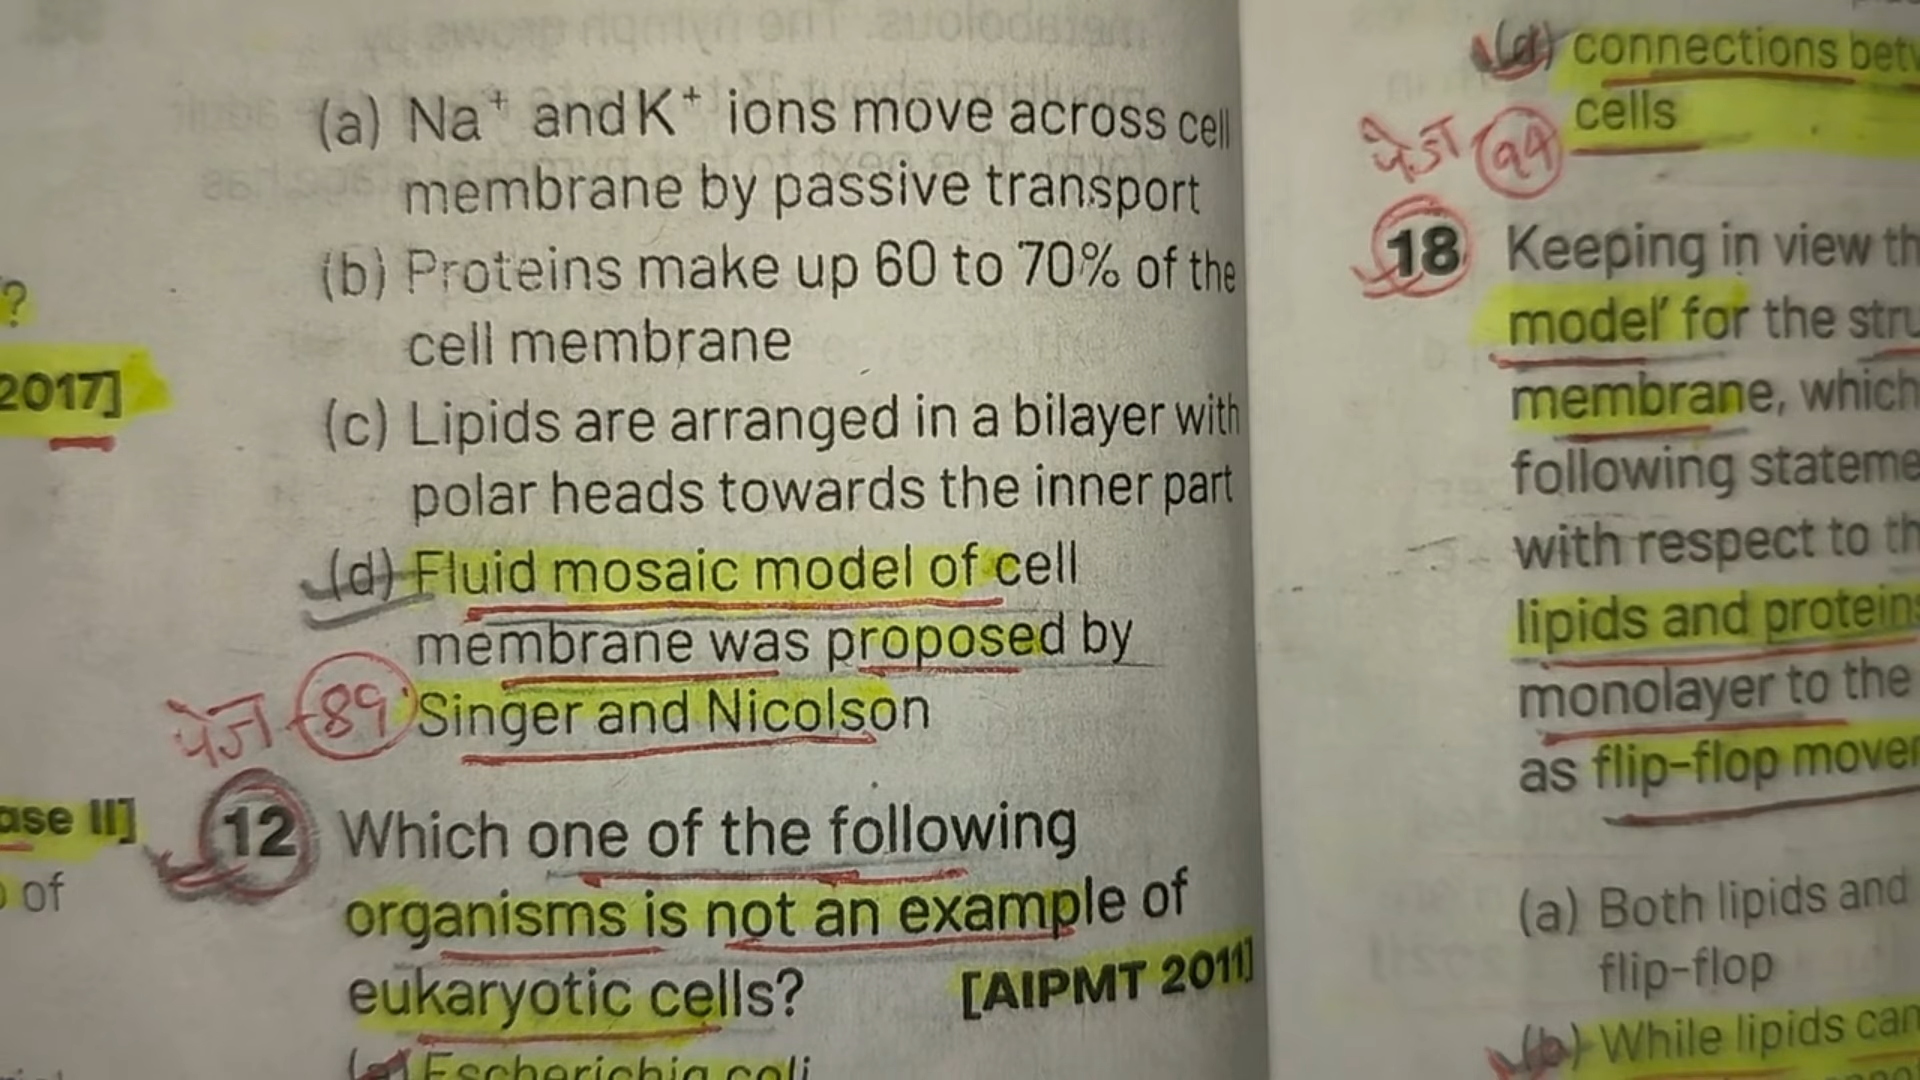 ?
2017]
ase II]
of
(a) Na⁺ and K⁺ ions move across cell
membrane by passive transport
(b) Proteins make up 60 to 70% of the
cell membrane
(c) Lipids are arranged in a bilayer with
polar heads towards the inner part
(d) Fluid mosaic model of cell
membrane was proposed by
पेज 89 Singer and Nicolson
12 Which one of the following
organisms is not an example of
eukaryotic cells? [AIPMT 2011]
(a) Escherichia coli
(d) connections betw
cells
पेज 94
18 Keeping in view th
model’ for the stru
membrane, which
following stateme
with respect to th
lipids and proteins
monolayer to the
as flip-flop movem
(a) Both lipids and
flip-flop
(b) While lipids can